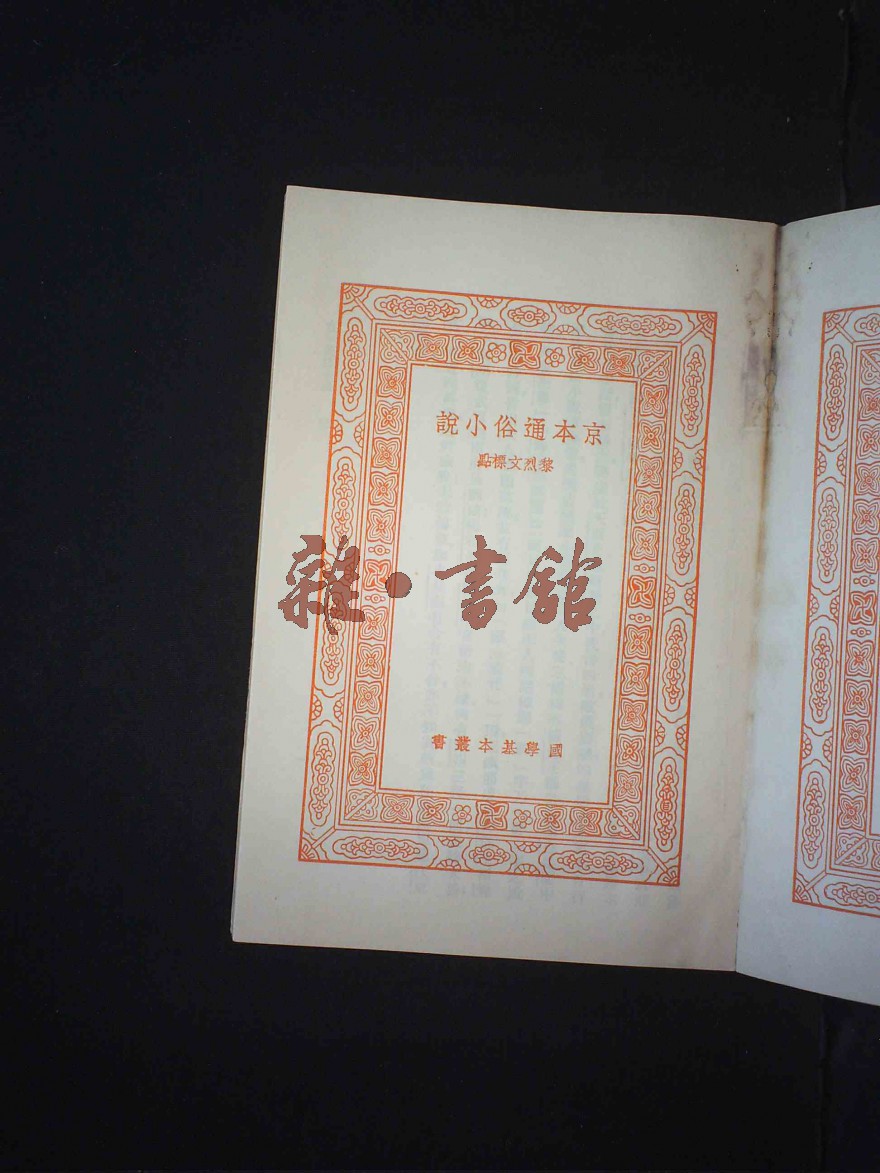 京本通俗小說
黎烈文標點
雜·書館
國學基本叢書